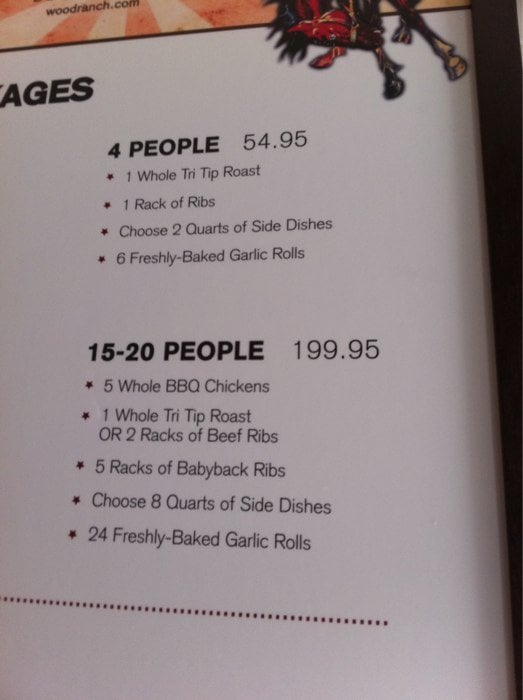 woodranch.com
AGES
4 PEOPLE 54.95
* 1 Whole Tri Tip Roast
* 1 Rack of Ribs
* Choose 2 Quarts of Side Dishes
* 6 Freshly-Baked Garlic Rolls
15-20 PEOPLE 199.95
* 5 Whole BBQ Chickens
* 1 Whole Tri Tip Roast
OR 2 Racks of Beef Ribs
* 5 Racks of Babyback Ribs
* Choose 8 Quarts of Side Dishes
* 24 Freshly-Baked Garlic Rolls